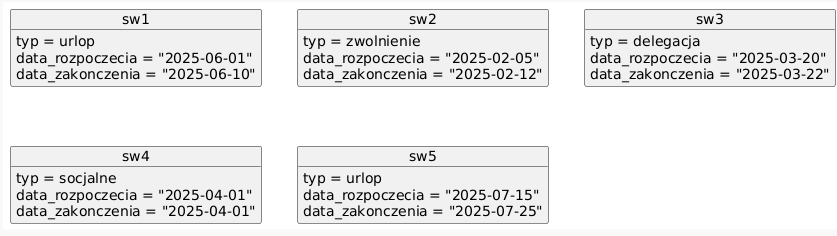 sw1
typ = urlop
data_rozpoczecia = "2025-06-01"
data_zakonczenia = "2025-06-10"
sw2
typ = zwolnienie
data_rozpoczecia = "2025-02-05"
data_zakonczenia = "2025-02-12"
sw3
typ = delegacja
data_rozpoczecia = "2025-03-20"
data_zakonczenia = "2025-03-22"
sw4
typ = socjalne
data_rozpoczecia = "2025-04-01"
data_zakonczenia = "2025-04-01"
sw5
typ = urlop
data_rozpoczecia = "2025-07-15"
data_zakonczenia = "2025-07-25"